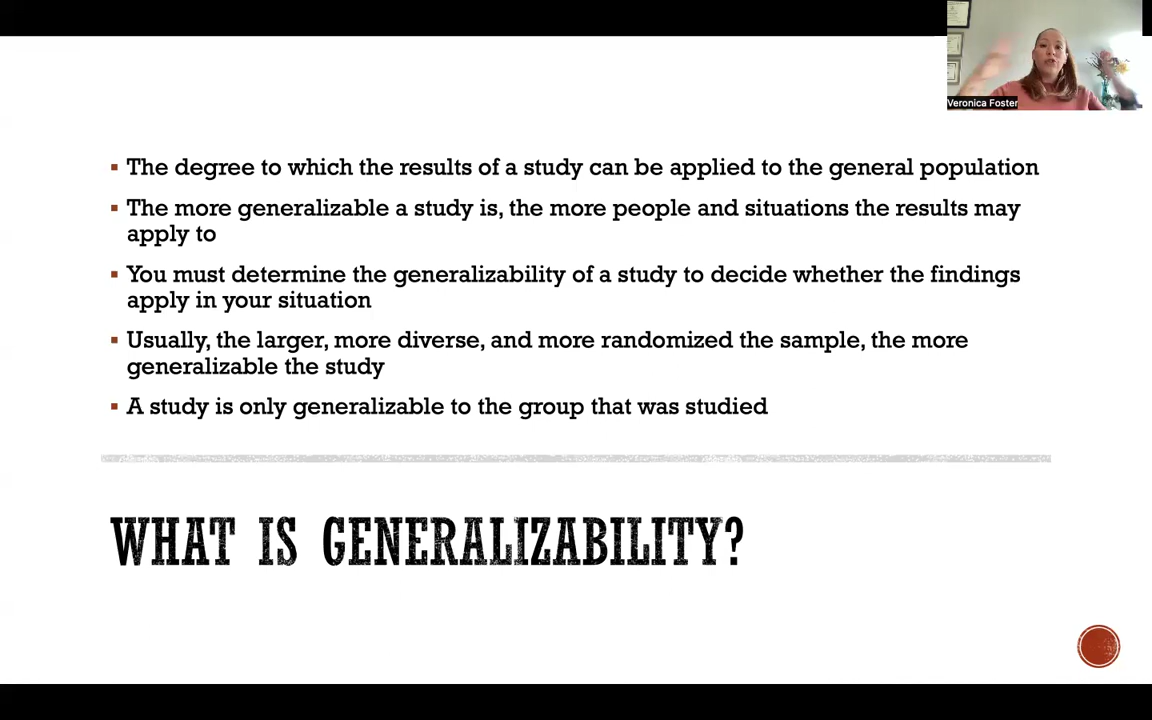 Veronica Foster
▪ The degree to which the results of a study can be applied to the general population
▪ The more generalizable a study is, the more people and situations the results may
apply to
▪ You must determine the generalizability of a study to decide whether the findings
apply in your situation
▪ Usually, the larger, more diverse, and more randomized the sample, the more
generalizable the study
▪ A study is only generalizable to the group that was studied
WHAT IS GENERALIZABILITY?